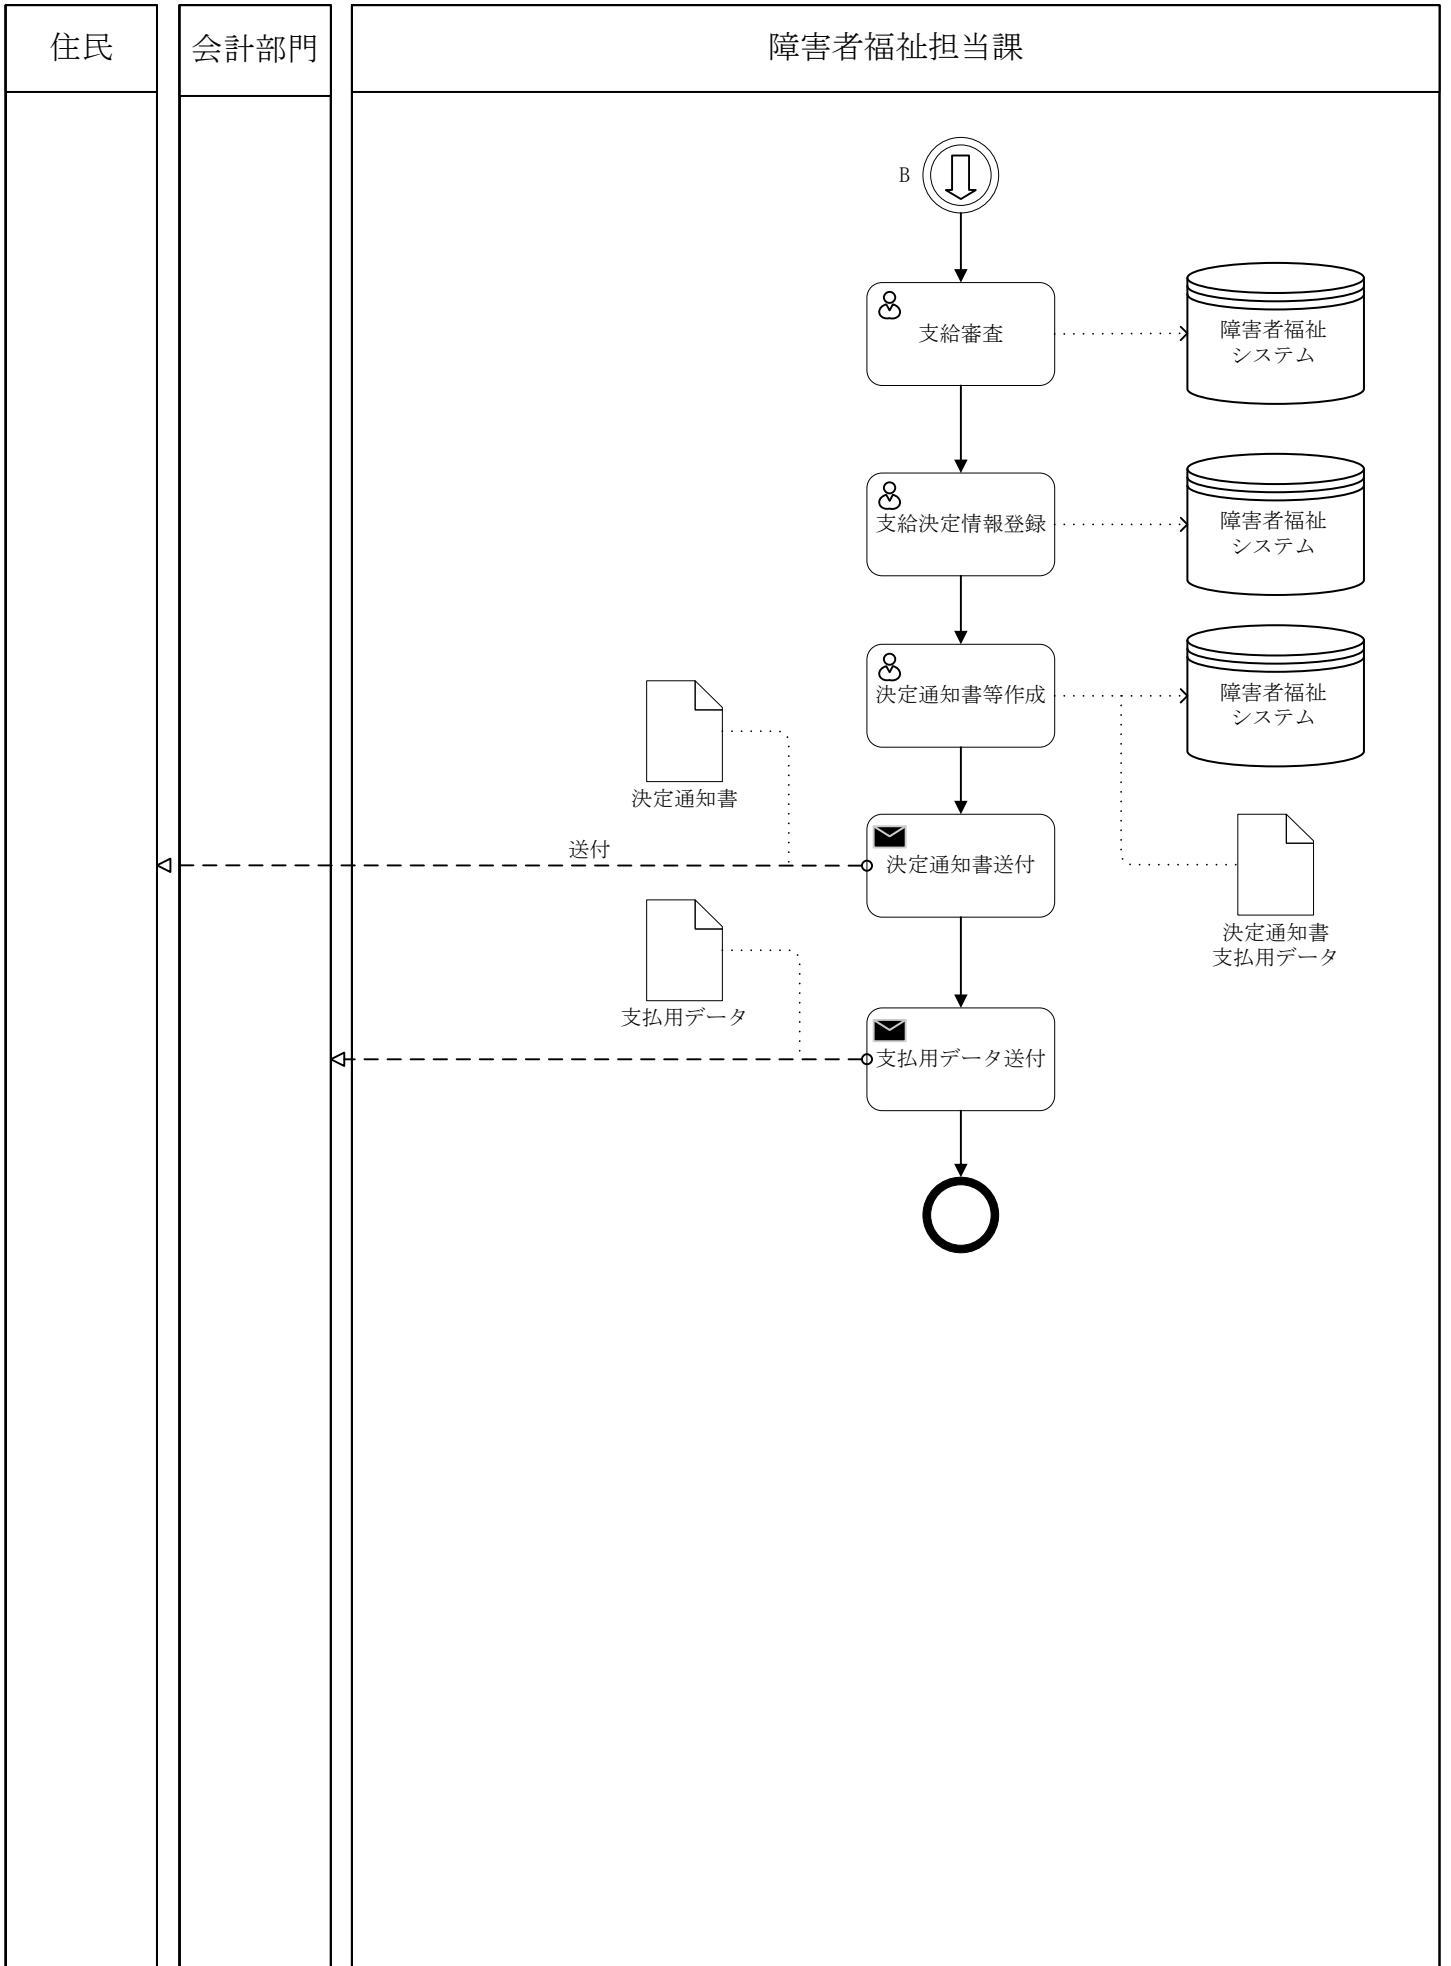 住民
会計部門
障害者福祉担当課
B
支給審査
障害者福祉
システム
支給決定情報登録
障害者福祉
システム
決定通知書等作成
障害者福祉
システム
決定通知書
送付
決定通知書送付
決定通知書
支払用データ
支払用データ
支払用データ送付